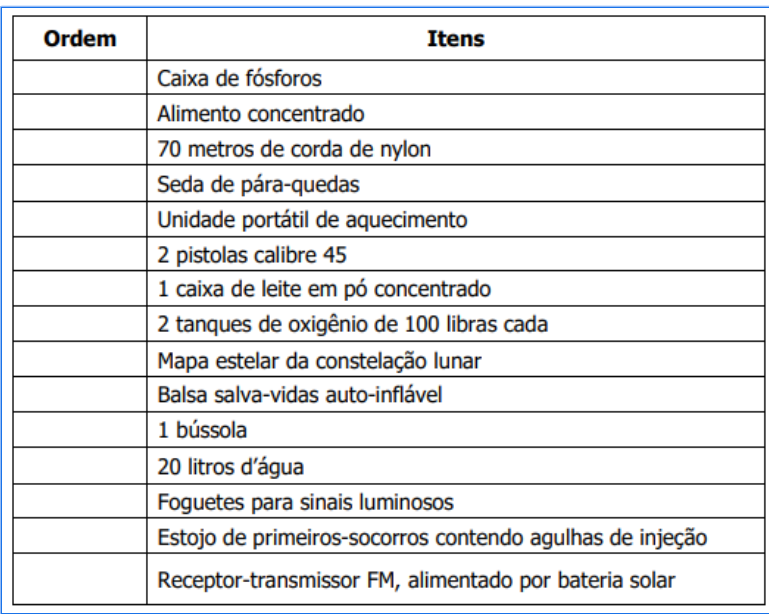 Ordem Itens
Caixa de fósforos
Alimento concentrado
70 metros de corda de nylon
Seda de pára-quedas
Unidade portátil de aquecimento
2 pistolas calibre 45
1 caixa de leite em pó concentrado
2 tanques de oxigênio de 100 libras cada
Mapa estelar da constelação lunar
Balsa salva-vidas auto-inflável
1 bússola
20 litros d’água
Foguetes para sinais luminosos
Estojo de primeiros-socorros contendo agulhas de injeção
Receptor-transmissor FM, alimentado por bateria solar